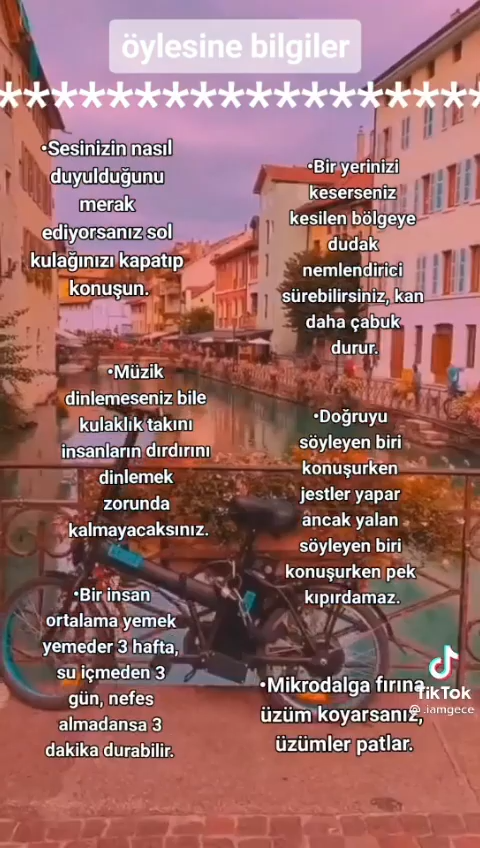 öylesine bilgiler
*******************
•Sesinizin nasıl
duyulduğunu
merak
ediyorsanız sol
kulağınızı kapatıp
konuşun.
•Bir yerinizi
keserseniz
kesilen bölgeye
dudak
nemlendirici
sürebilirsiniz, kan
daha çabuk
durur.
•Müzik
dinlemeseniz bile
kulaklık takını
insanların dırdırını
dinlemek
zorunda
kalmayacaksınız.
•Doğruyu
söyleyen biri
konuşurken
jestler yapar
ancak yalan
söyleyen biri
konuşurken pek
kıpırdamaz.
•Bir insan
ortalama yemek
yemeder 3 hafta,
su içmeden 3
gün, nefes
almadansa 3
dakika durabilir.
•Mikrodalga fırına
üzüm koyarsanız,
üzümler patlar.
TikTok
@.iamgece